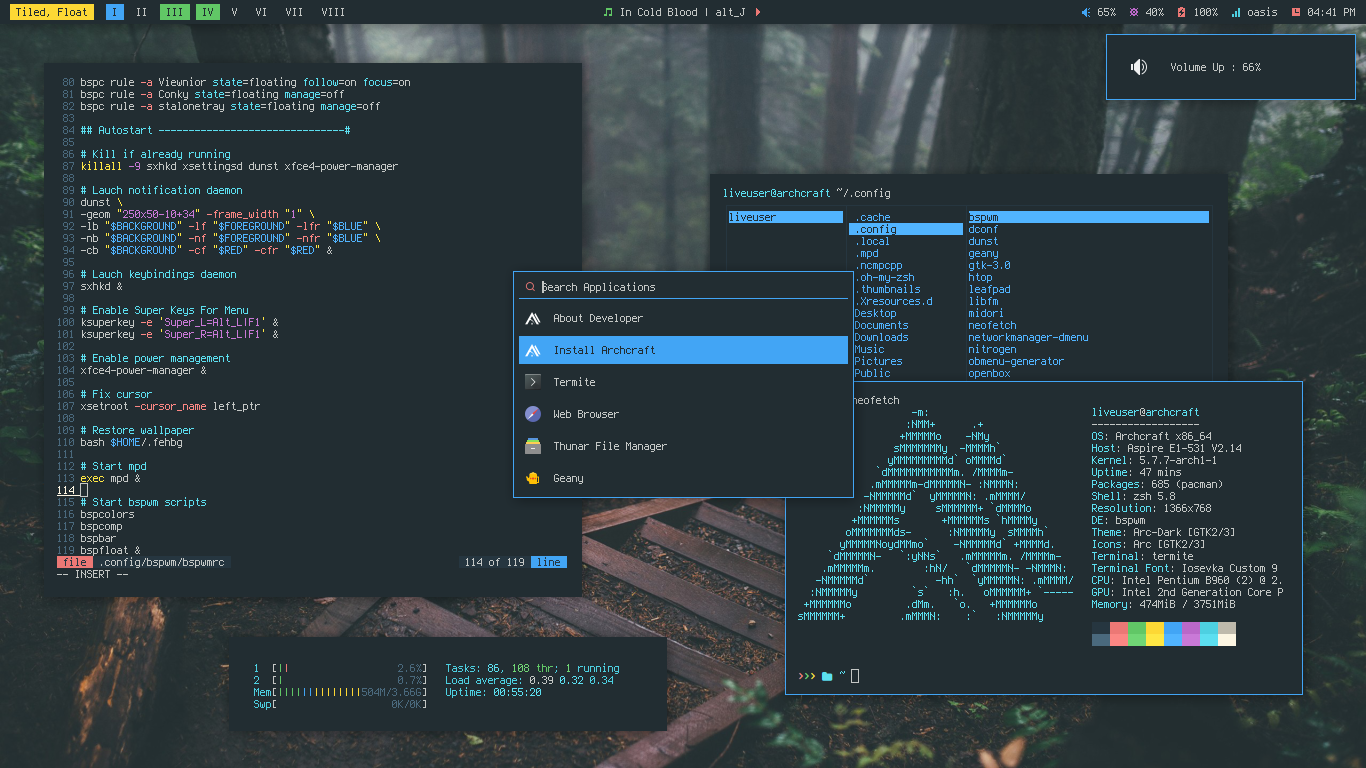 Tiled, Float I II III IV V VI VII VIII
In Cold Blood | alt_J
65% 40% 100% oasis 04:41 PM
Volume Up : 66%
80 bspc rule -a Viewnior state=floating follow=on focus=on
81 bspc rule -a Conky state=floating manage=off
82 bspc rule -a stalonetray state=floating manage=off
83
84 ## Autostart -------------------------------#
85
86 # Kill if already running
87 killall -9 sxhkd xsettingsd dunst xfce4-power-manager
88
89 # Lauch notification daemon
90 dunst \
91 -geom "250x50-10+34" -frame_width "1" \
92 -lb "$BACKGROUND" -lf "$FOREGROUND" -lfr "$BLUE" \
93 -nb "$BACKGROUND" -nf "$FOREGROUND" -nfr "$BLUE" \
94 -cb "$BACKGROUND" -cf "$RED" -cfr "$RED" &
95
96 # Lauch keybindings daemon
97 sxhkd &
98
99 # Enable Super Keys For Menu
100 ksuperkey -e 'Super_L=Alt_L|F1' &
101 ksuperkey -e 'Super_R=Alt_L|F1' &
102
103 # Enable power management
104 xfce4-power-manager &
105
106 # Fix cursor
107 xsetroot -cursor_name left_ptr
108
109 # Restore wallpaper
110 bash $HOME/.fehbg
111
112 # Start mpd
113 exec mpd &
114
115 # Start bspwm scripts
116 bspcolors
117 bspcomp
118 bspbar
119 bspfloat &
file .config/bspwm/bspwmrc 114 of 119 line
-- INSERT --
liveuser@archcraft ~/.config
liveuser .cache bspwm
.config dconf
.local dunst
.mpd geany
.ncmpcpp gtk-3.0
.oh-my-zsh htop
.thumbnails leafpad
.Xresources.d libfm
Desktop midori
Documents neofetch
Downloads networkmanager-dmenu
Music nitrogen
Pictures obmenu-generator
Public openbox
Search Applications
About Developer
Install Archcraft
Termite
Web Browser
Thunar File Manager
Geany
neofetch
liveuser@archcraft
------------------
OS: Archcraft x86_64
Host: Aspire E1-531 V2.14
Kernel: 5.7.7-arch1-1
Uptime: 47 mins
Packages: 685 (pacman)
Shell: zsh 5.8
Resolution: 1366x768
DE: bspwm
Theme: Arc-Dark [GTK2/3]
Icons: Arc [GTK2/3]
Terminal: termite
Terminal Font: Iosevka Custom 9
CPU: Intel Pentium B960 (2) @ 2.
GPU: Intel 2nd Generation Core P
Memory: 474MiB / 3751MiB
~
1 [|| 2.6%] Tasks: 86, 108 thr; 1 running
2 [| 0.7%] Load average: 0.39 0.32 0.34
Mem[||||||||||||||||504M/3.66G] Uptime: 00:55:20
Swp[ 0K/0K]